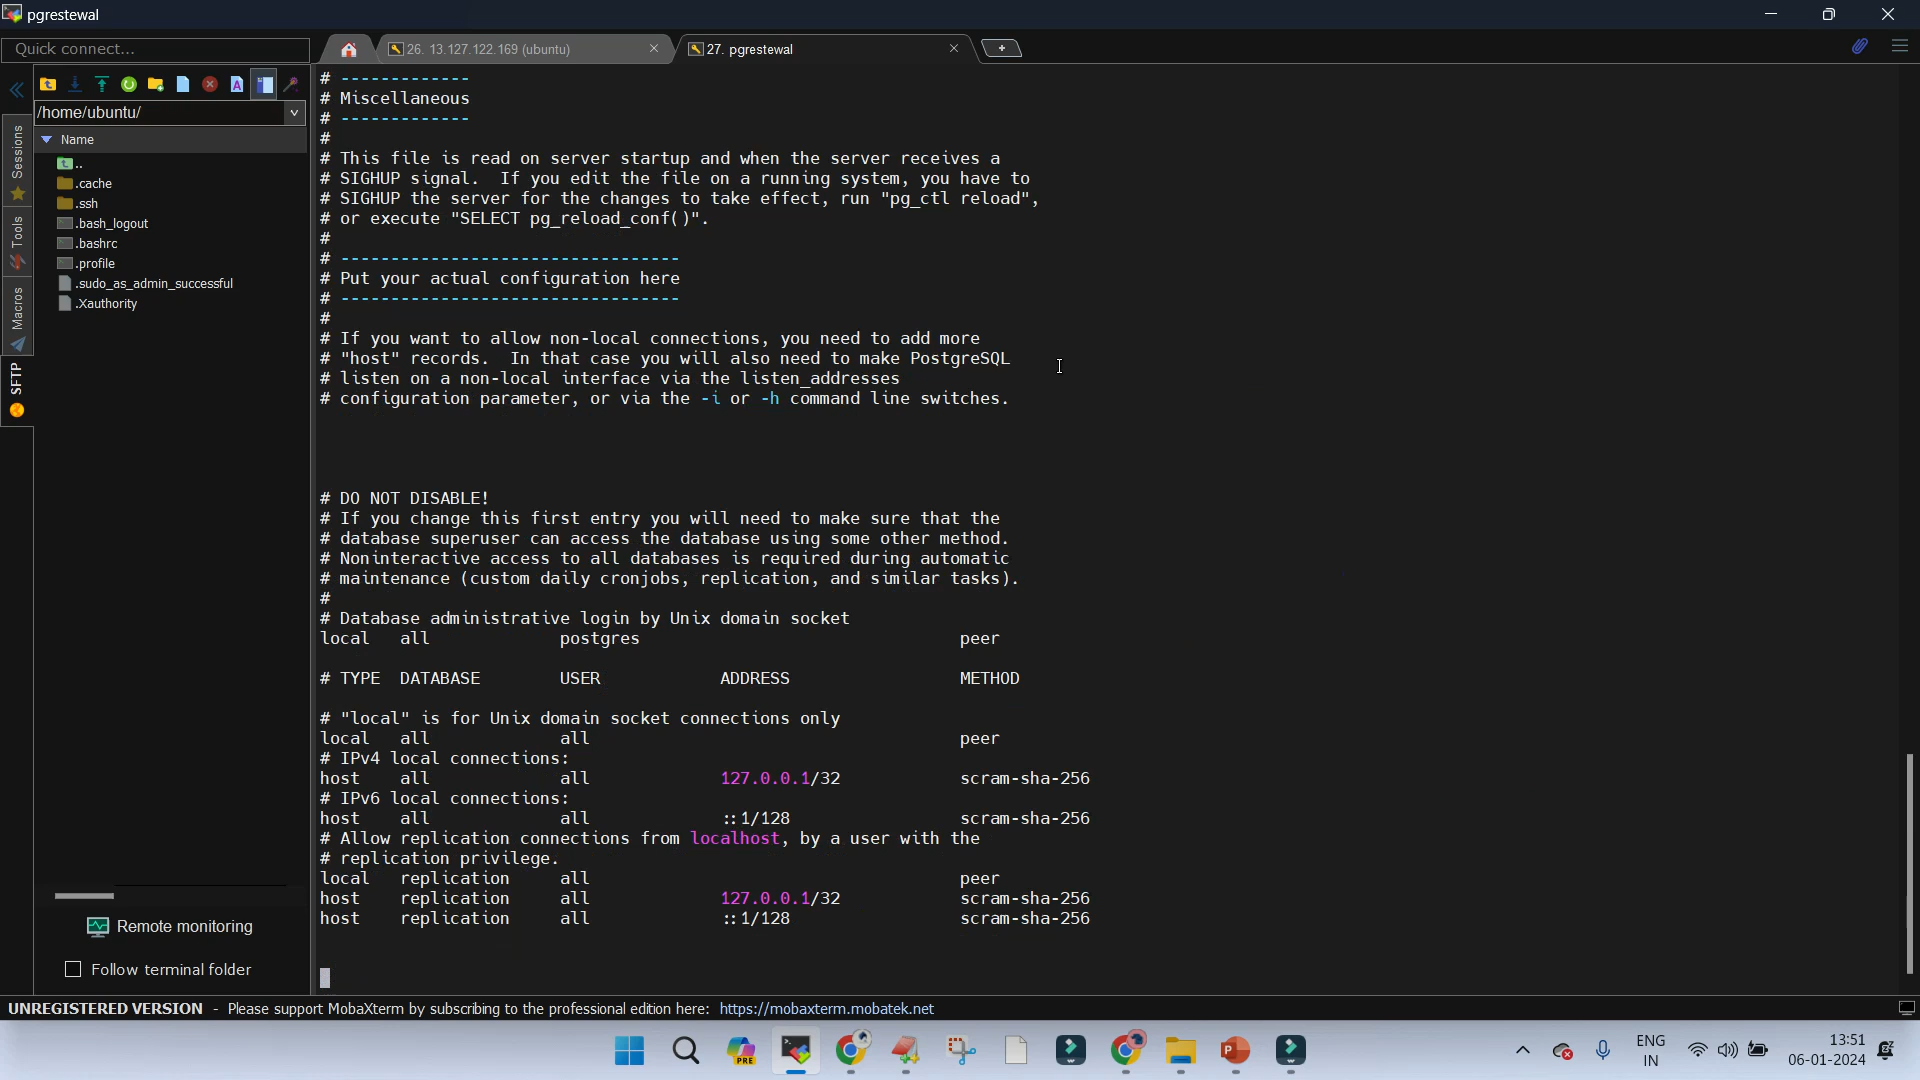 pgrestewal
Quick connect...
26. 13.127.122.169 (ubuntu)
27. pgrestewal
/home/ubuntu/
Name
..
.cache
.ssh
.bash_logout
.bashrc
.profile
.sudo_as_admin_successful
.Xauthority
Sessions
Tools
Macros
SFTP
Remote monitoring
Follow terminal folder
# -------------
# Miscellaneous
# -------------
#
# This file is read on server startup and when the server receives a
# SIGHUP signal.  If you edit the file on a running system, you have to
# SIGHUP the server for the changes to take effect, run "pg_ctl reload",
# or execute "SELECT pg_reload_conf()".
#
# ----------------------------------
# Put your actual configuration here
# ----------------------------------
#
# If you want to allow non-local connections, you need to add more
# "host" records.  In that case you will also need to make PostgreSQL
# listen on a non-local interface via the listen_addresses
# configuration parameter, or via the -i or -h command line switches.
# DO NOT DISABLE!
# If you change this first entry you will need to make sure that the
# database superuser can access the database using some other method.
# Noninteractive access to all databases is required during automatic
# maintenance (custom daily cronjobs, replication, and similar tasks).
#
# Database administrative login by Unix domain socket
local   all             postgres                                peer
# TYPE  DATABASE        USER            ADDRESS                 METHOD
# "local" is for Unix domain socket connections only
local   all             all                                     peer
# IPv4 local connections:
host    all             all             127.0.0.1/32            scram-sha-256
# IPv6 local connections:
host    all             all             ::1/128                 scram-sha-256
# Allow replication connections from localhost, by a user with the
# replication privilege.
local   replication     all                                     peer
host    replication     all             127.0.0.1/32            scram-sha-256
host    replication     all             ::1/128                 scram-sha-256
UNREGISTERED VERSION - Please support MobaXterm by subscribing to the professional edition here: https://mobaxterm.mobatek.net
PRE
ENG
IN
13:51
06-01-2024